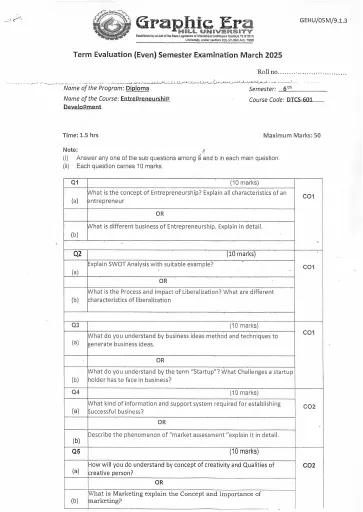 GEHU/05M/9.1.3
Graphic Era
HILL UNIVERSITY
Term Evaluation (Even) Semester Examination March 2025
Roll no
Name of the Program: Diploma
Semester: 6th
Name of the Course: EntrePreneurshiP
Course Code: DTCS-601
DeveloPment
Time: 1.5 hrs
Maximum Marks: 50
Note:
(i) Answer any one of the sub questions among a and b in each main question.
(ii) Each question carries 10 marks.
Q1 (10 marks)
What is the concept of Entrepreneurship? Explain all characteristics of an
(a) entrepreneur
CO1
OR
What is different business of Entrepreneurship. Explain in detail.
(b)
Q2 (10 marks)
Explain SWOT Analysis with suitable example?
CO1
(a)
OR
What is the Process and Impact of Liberalization? What are different
(b) characteristics of liberalization
Q3 (10 marks)
CO1
What do you understand by business ideas method and techniques to
(a) generate business ideas.
OR
What do you understand by the term "Startup"? What Challenges a startup
(b) holder has to face in business?
Q4 (10 marks)
What kind of information and support system required for establishing
CO2
(a) Successful business?
OR
Describe the phenomenon of "market assessment "explain it in detail.
(b)
Q5 (10 marks)
How will you do understand by concept of creativity and Qualities of
CO2
(a) creative person?
OR
What is Marketing explain the Concept and Importance of
(b) marketing?